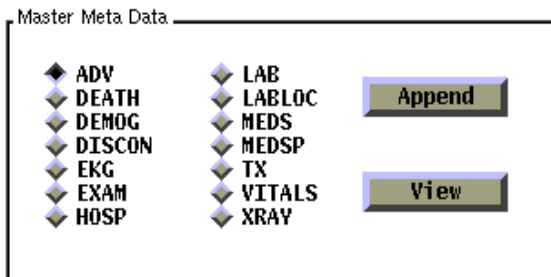 Master Meta Data
ADV
DEATH
DEMOG
DISCON
EKG
EXAM
HOSP
LAB
LABLOC
MEDS
MEDSP
TX
VITALS
XRAY
Append
View